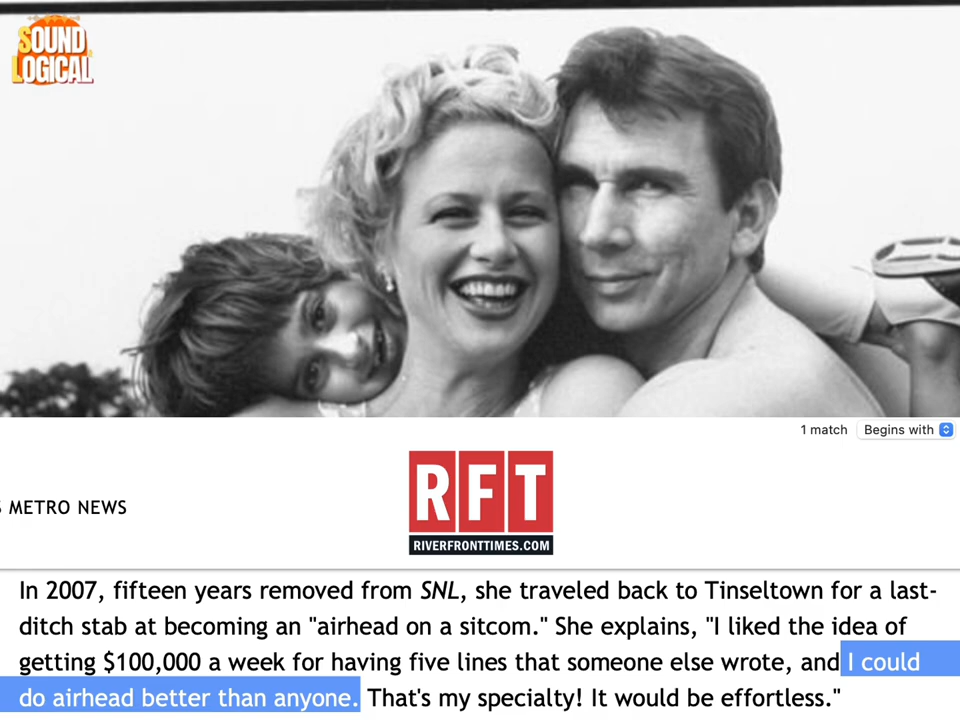 SOUND
LOGICAL
1 match Begins with
RFT
RIVERFRONTTIMES.COM
METRO NEWS
In 2007, fifteen years removed from SNL, she traveled back to Tinseltown for a last-
ditch stab at becoming an "airhead on a sitcom." She explains, "I liked the idea of
getting $100,000 a week for having five lines that someone else wrote, and I could
do airhead better than anyone. That's my specialty! It would be effortless."